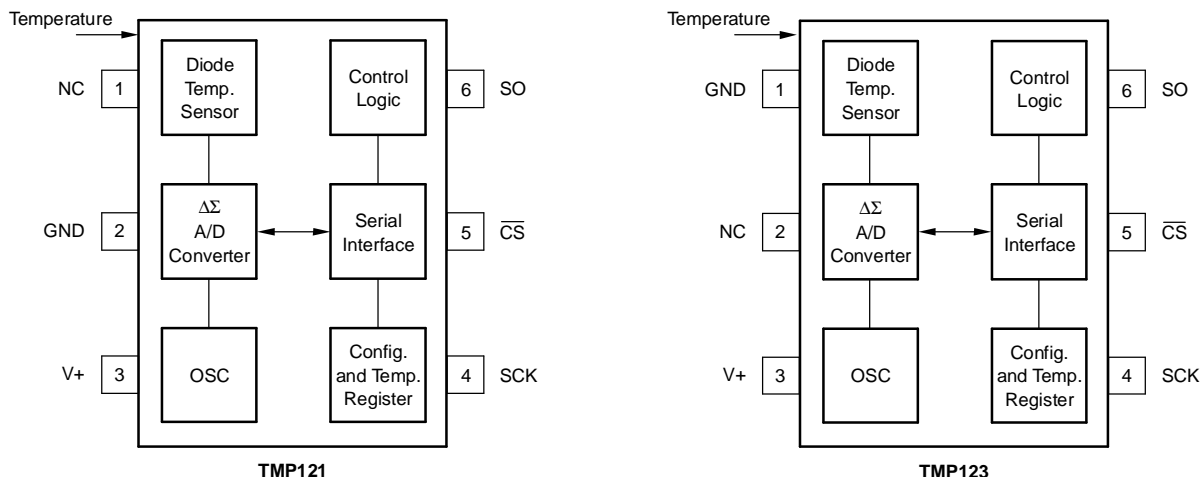 Temperature
NC 1
GND 2
V+ 3
Diode
Temp.
Sensor
ΔΣ
A/D
Converter
OSC
Control
Logic
Serial
Interface
Config.
and Temp.
Register
6 SO
5 C̅S̅
4 SCK
TMP121
Temperature
GND 1
NC 2
V+ 3
Diode
Temp.
Sensor
ΔΣ
A/D
Converter
OSC
Control
Logic
Serial
Interface
Config.
and Temp.
Register
6 SO
5 C̅S̅
4 SCK
TMP123